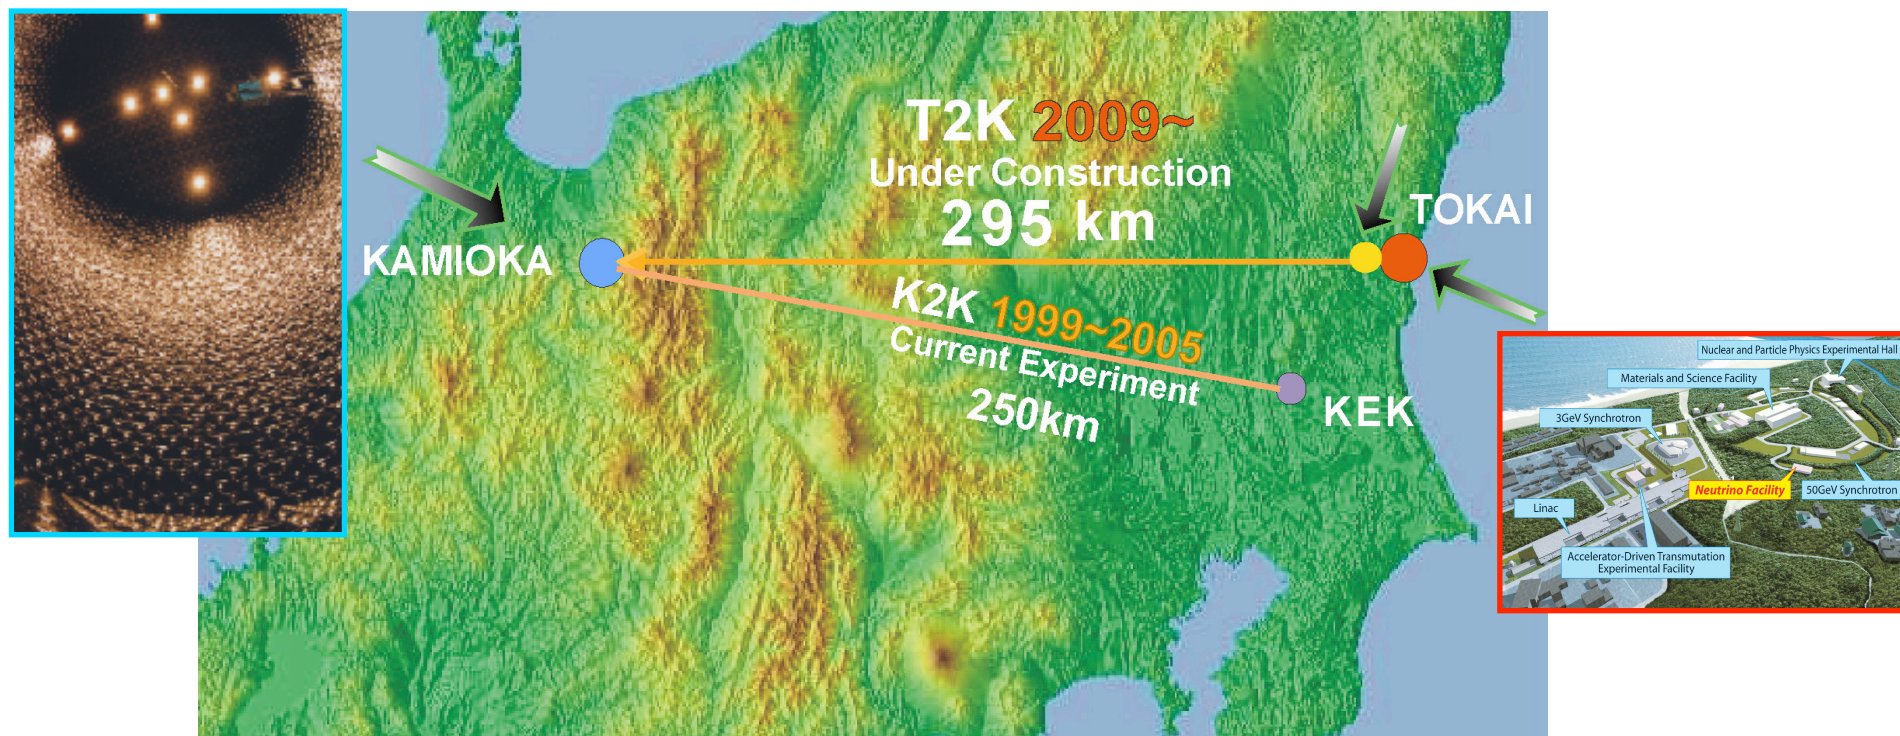 T2K 2009~
Under Construction
295 km
TOKAI
KAMIOKA
K2K 1999~2005
Current Experiment
250km
KEK
Nuclear and Particle Physics Experimental Hall
Materials and Science Facility
3GeV Synchrotron
Neutrino Facility
50GeV Synchrotron
Linac
Accelerator-Driven Transmutation
Experimental Facility